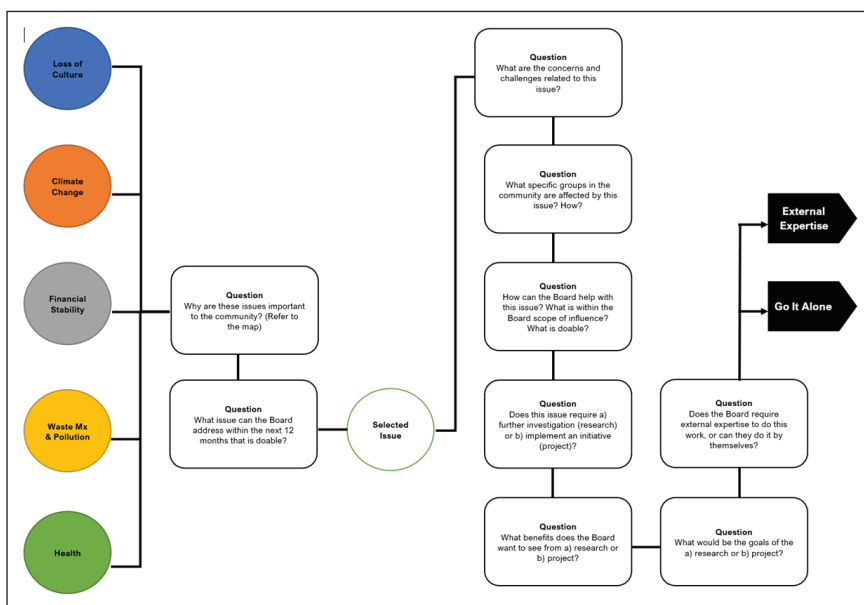 Loss of
Culture
Climate
Change
Financial
Stability
Waste Mx
& Pollution
Health
Question
Why are these issues important
to the community? (Refer to
the map)
Question
What issue can the Board
address within the next 12
months that is doable?
Selected
Issue
Question
What are the concerns and
challenges related to this
issue?
Question
What specific groups in the
community are affected by this
issue? How?
Question
How can the Board help with
this issue? What is within the
Board scope of influence?
What is doable?
Question
Does this issue require a)
further investigation (research)
or b) implement an initiative
(project)?
Question
What benefits does the Board
want to see from a) research or
b) project?
Question
What would be the goals of the
a) research or b) project?
Question
Does the Board require
external expertise to do this
work, or can they do it by
themselves?
External
Expertise
Go It Alone